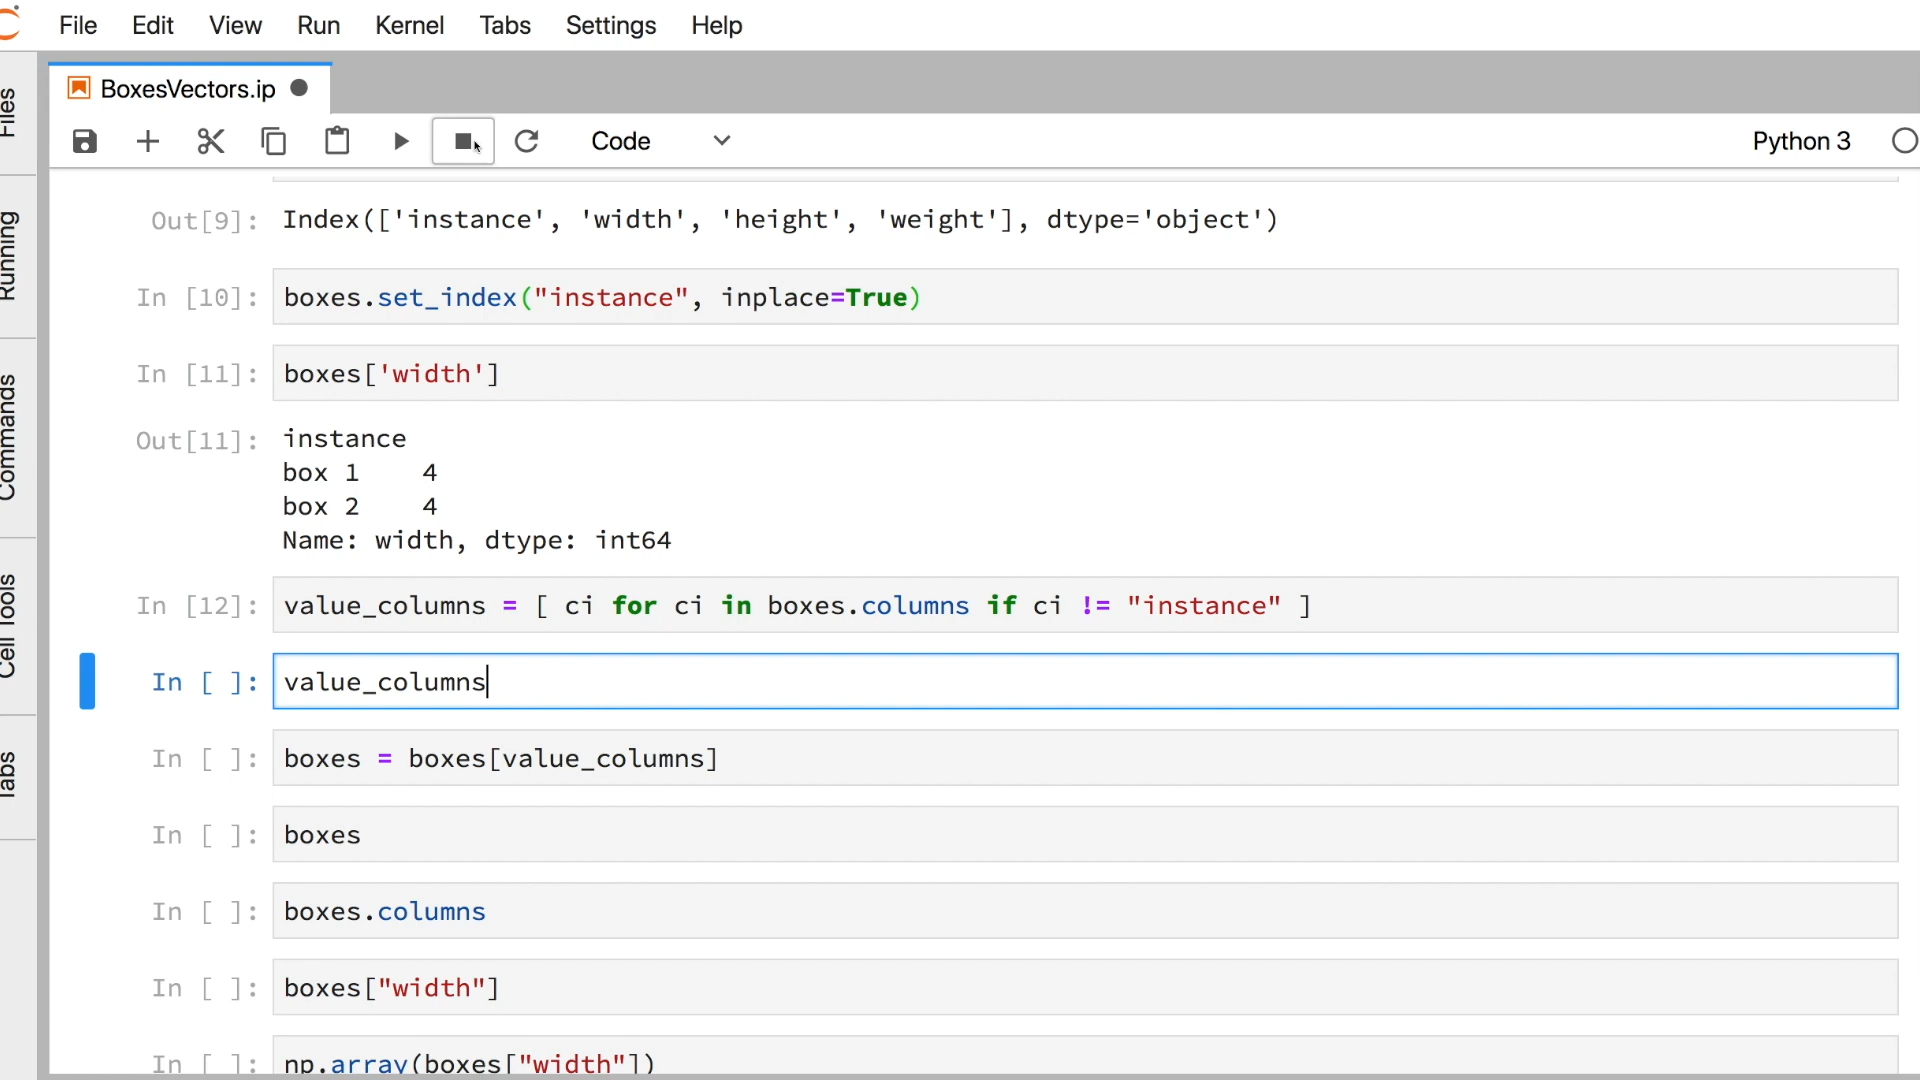 File Edit View Run Kernel Tabs Settings Help
BoxesVectors.ip
Code Python 3
Files
Running
Commands
Cell Tools
Tabs
Out[9]: Index(['instance', 'width', 'height', 'weight'], dtype='object')
In [10]: boxes.set_index("instance", inplace=True)
In [11]: boxes['width']
Out[11]: instance
box 1 4
box 2 4
Name: width, dtype: int64
In [12]: value_columns = [ ci for ci in boxes.columns if ci != "instance" ]
In [ ]: value_columns
In [ ]: boxes = boxes[value_columns]
In [ ]: boxes
In [ ]: boxes.columns
In [ ]: boxes["width"]
In [ ]: np.array(boxes["width"])